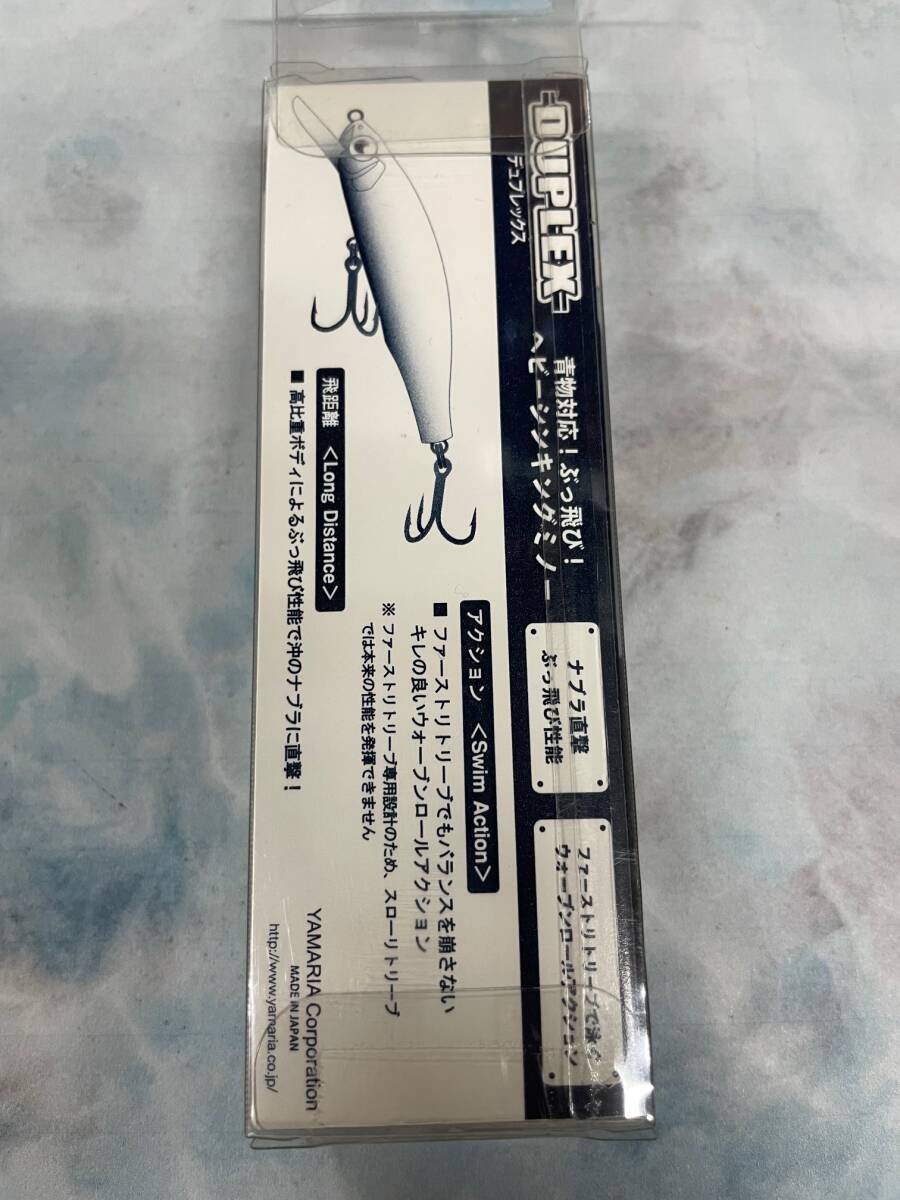 DUPLEX
デュプレックス
青物対応！ぶっ飛び！
ヘビーシンキングミノー
ナブラ直撃
ぶっ飛び性能
ファーストリトリーブで泳ぐ
ウォーブンロールアクション
アクション <Swim Action>
■ ファーストリトリーブでもバランスを崩さない
キレの良いウォーブンロールアクション
※ ファーストリトリーブ専用設計のため、スローリトリーブ
では本来の性能を発揮できません
飛距離 <Long Distance>
■ 高比重ボディによるぶっ飛び性能で沖のナブラに直撃！
YAMARIA Corporation
MADE IN JAPAN
http://www.yamaria.co.jp/